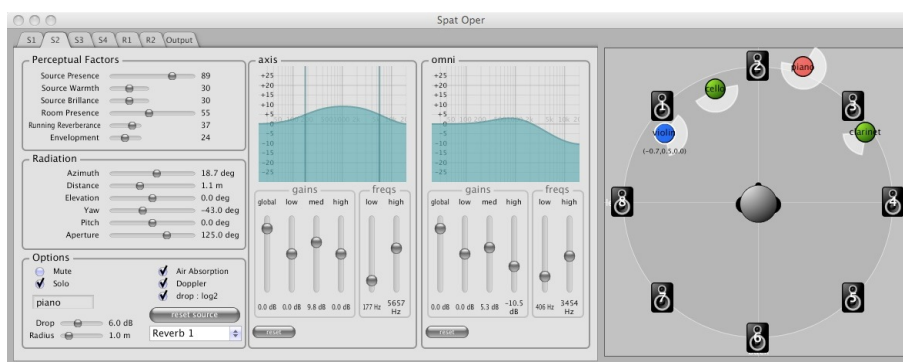 Spat Oper
S1 S2 S3 S4 R1 R2 Output
Perceptual Factors
Source Presence 89
Source Warmth 30
Source Brillance 30
Room Presence 55
Running Reverberance 37
Envelopment 24
Radiation
Azimuth 18.7 deg
Distance 1.1 m
Elevation 0.0 deg
Yaw -43.0 deg
Pitch 0.0 deg
Aperture 125.0 deg
Options
Mute
Solo
Air Absorption
Doppler
drop : log2
piano
reset source
Drop 6.0 dB
Radius 1.0 m
Reverb 1
axis
+25
+20
+15
+10
+5
0
-5
-10
-15
-20
-25
gains freqs
global low med high low high
0.0 dB 0.0 dB 9.8 dB 0.0 dB 177 Hz 5657 Hz
reset
omni
+25
+20
+15
+10
+5
0
-5
-10
-15
-20
-25
gains freqs
global low med high low high
0.0 dB 0.0 dB 5.3 dB -10.5 dB 406 Hz 3454 Hz
reset
2
piano
cello
1
3
violin
clarinet
(-0.7,0.5,0.0)
8
4
7
5
6